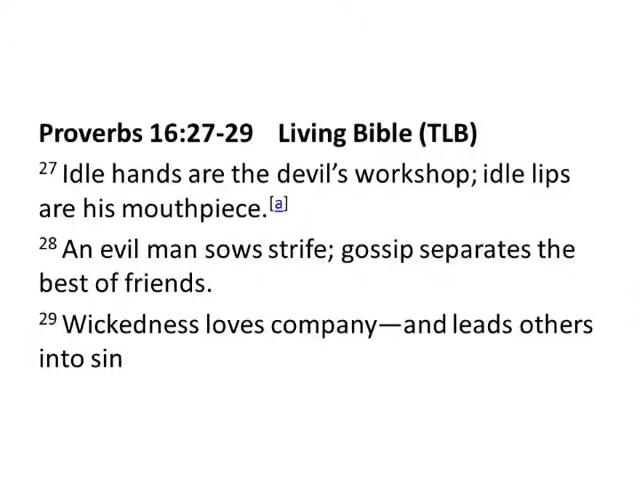 Proverbs 16:27-29    Living Bible (TLB)
27 Idle hands are the devil’s workshop; idle lips
are his mouthpiece.[a]
28 An evil man sows strife; gossip separates the
best of friends.
29 Wickedness loves company—and leads others
into sin